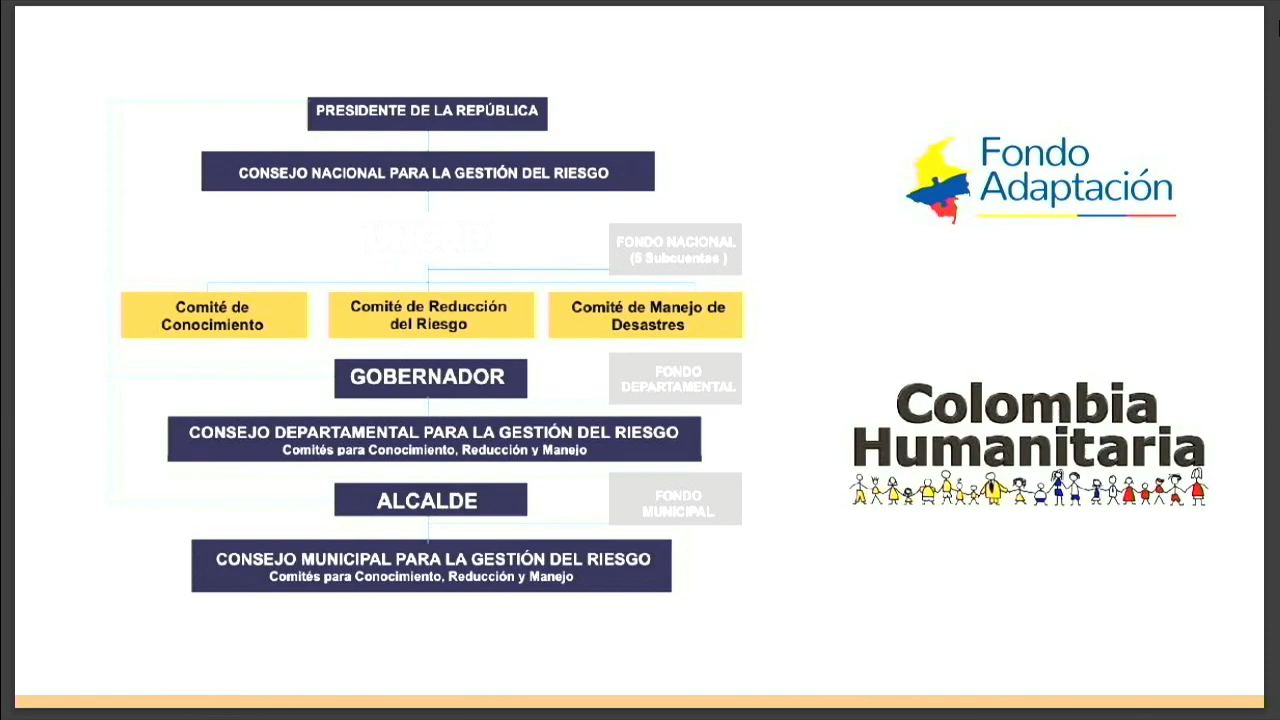 PRESIDENTE DE LA REPÚBLICA
CONSEJO NACIONAL PARA LA GESTIÓN DEL RIESGO
FONDO NACIONAL
(5 Subcuentas )
Comité de
Conocimiento
Comité de Reducción
del Riesgo
Comité de Manejo de
Desastres
GOBERNADOR
FONDO
DEPARTAMENTAL
CONSEJO DEPARTAMENTAL PARA LA GESTIÓN DEL RIESGO
Comités para Conocimiento, Reducción y Manejo
ALCALDE
FONDO
MUNICIPAL
CONSEJO MUNICIPAL PARA LA GESTIÓN DEL RIESGO
Comités para Conocimiento, Reducción y Manejo
Fondo
Adaptación
Colombia
Humanitaria